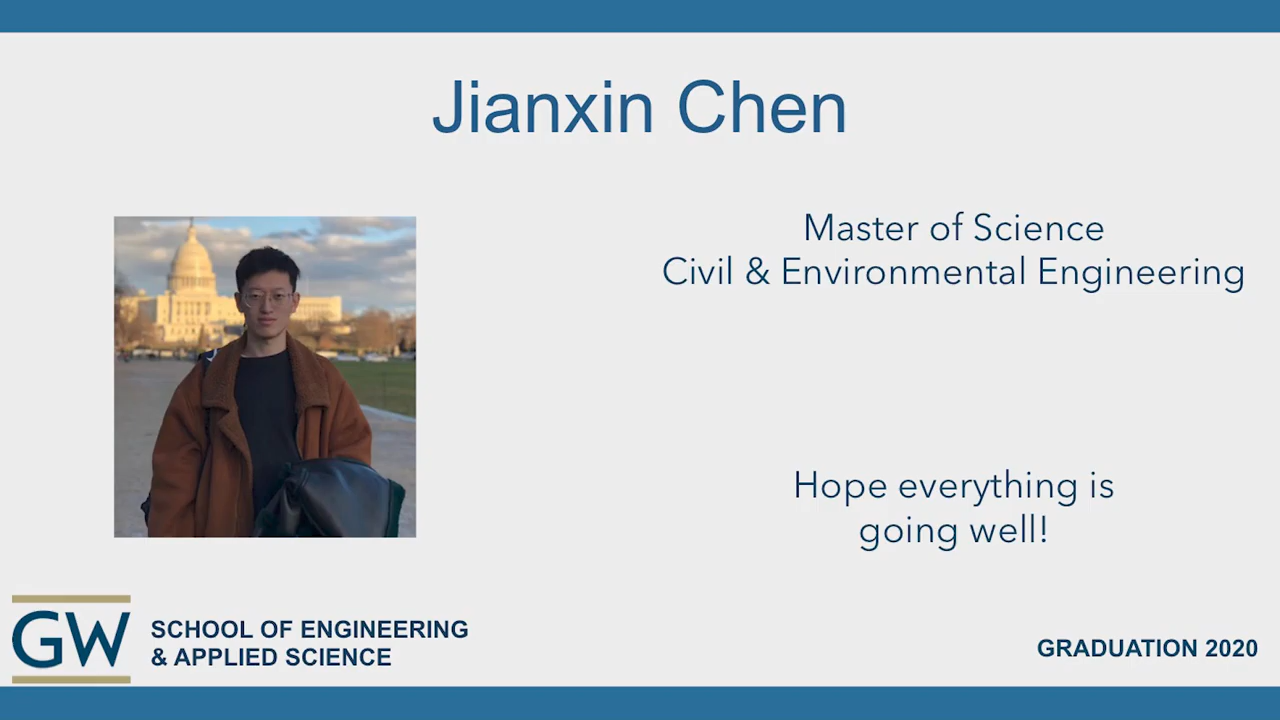 Jianxin Chen
Master of Science
Civil & Environmental Engineering
Hope everything is
going well!
GW
SCHOOL OF ENGINEERING
& APPLIED SCIENCE
GRADUATION 2020